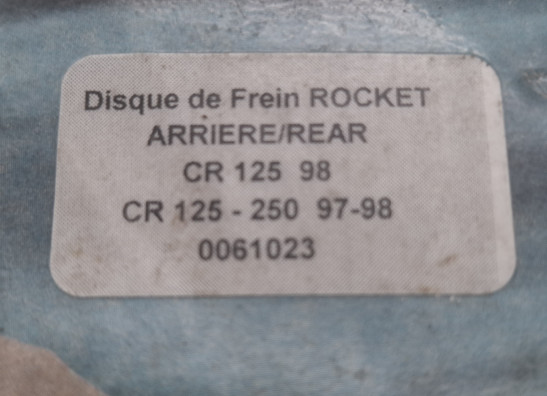 Disque de Frein ROCKET
ARRIERE/REAR
CR 125 98
CR 125 - 250 97-98
0061023